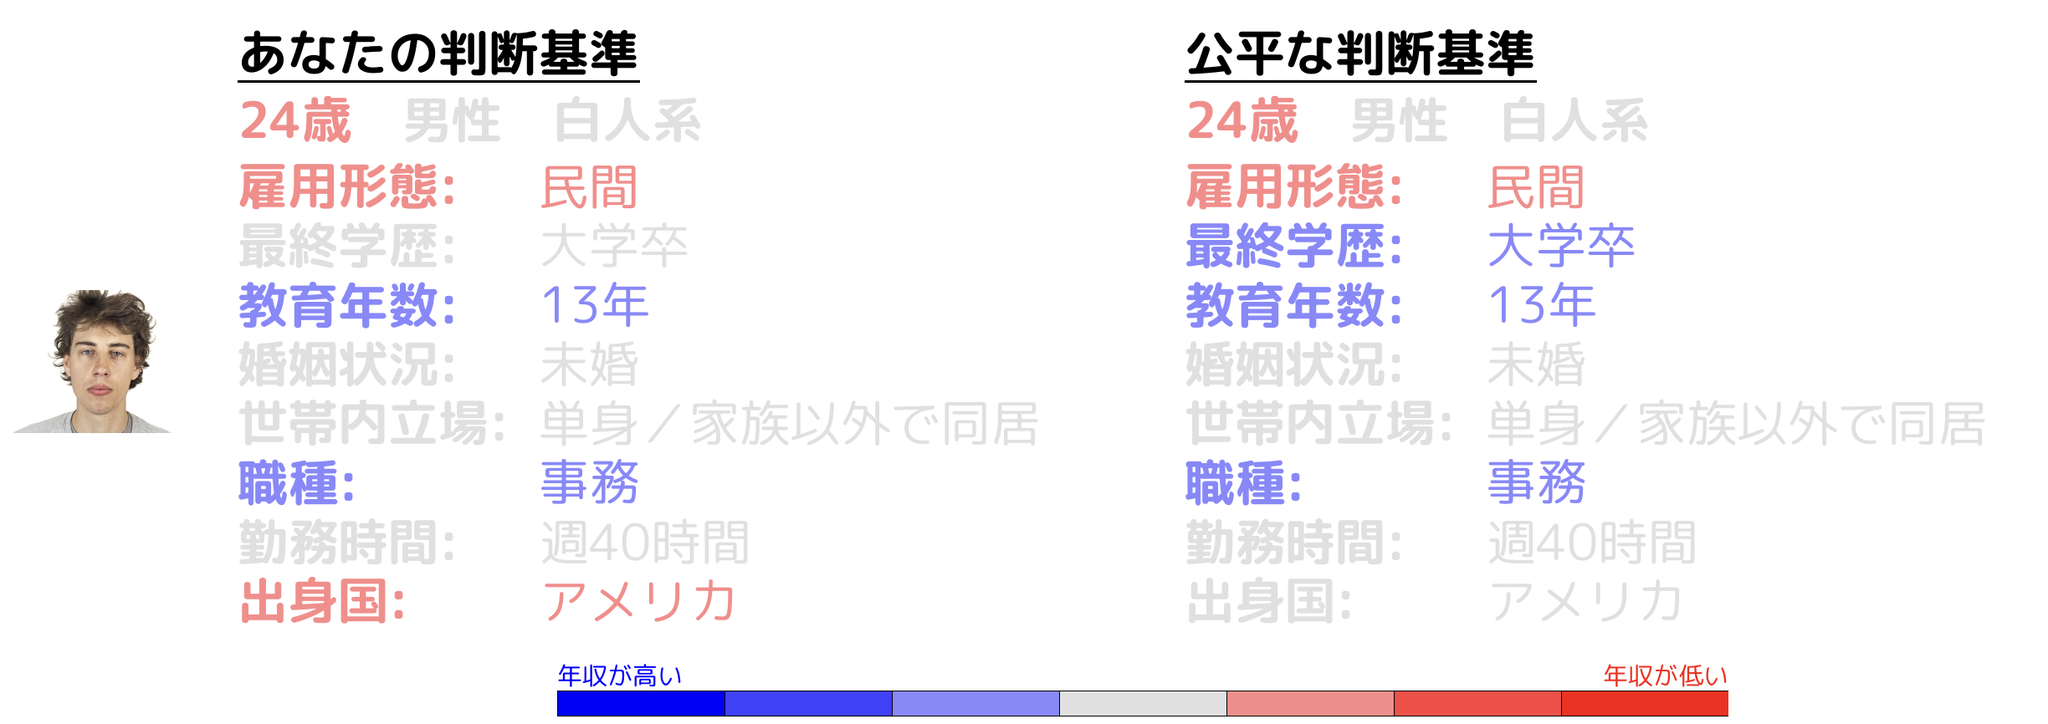 あなたの判断基準
24歳 男性 白人系
雇用形態: 民間
最終学歴: 大学卒
教育年数: 13年
婚姻状況: 未婚
世帯内立場: 単身／家族以外で同居
職種: 事務
勤務時間: 週40時間
出身国: アメリカ
公平な判断基準
24歳 男性 白人系
雇用形態: 民間
最終学歴: 大学卒
教育年数: 13年
婚姻状況: 未婚
世帯内立場: 単身／家族以外で同居
職種: 事務
勤務時間: 週40時間
出身国: アメリカ
年収が高い
年収が低い